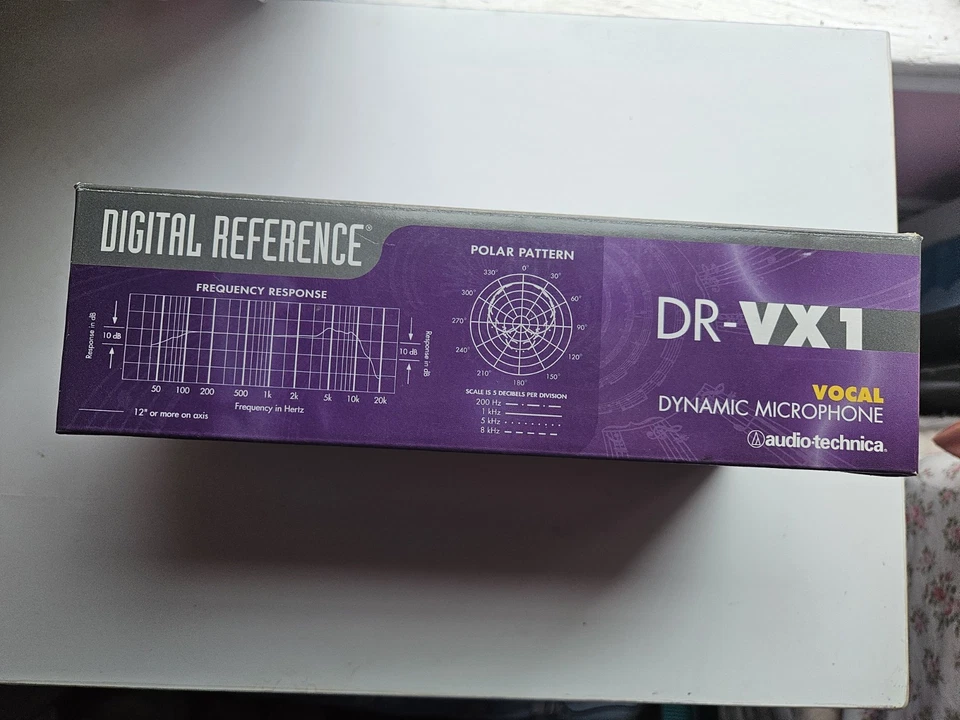 DIGITAL REFERENCE®
FREQUENCY RESPONSE
Response in dB
10 dB
10 dB
Response in dB
50 100 200 500 1k 2k 5k 10k 20k
Frequency in Hertz
12" or more on axis
POLAR PATTERN
0°
330° 30°
300° 60°
270° 90°
240° 120°
210° 150°
180°
SCALE IS 5 DECIBELS PER DIVISION
200 Hz
1 kHz
5 kHz
8 kHz
DR-VX1
VOCAL
DYNAMIC MICROPHONE
audio-technica®